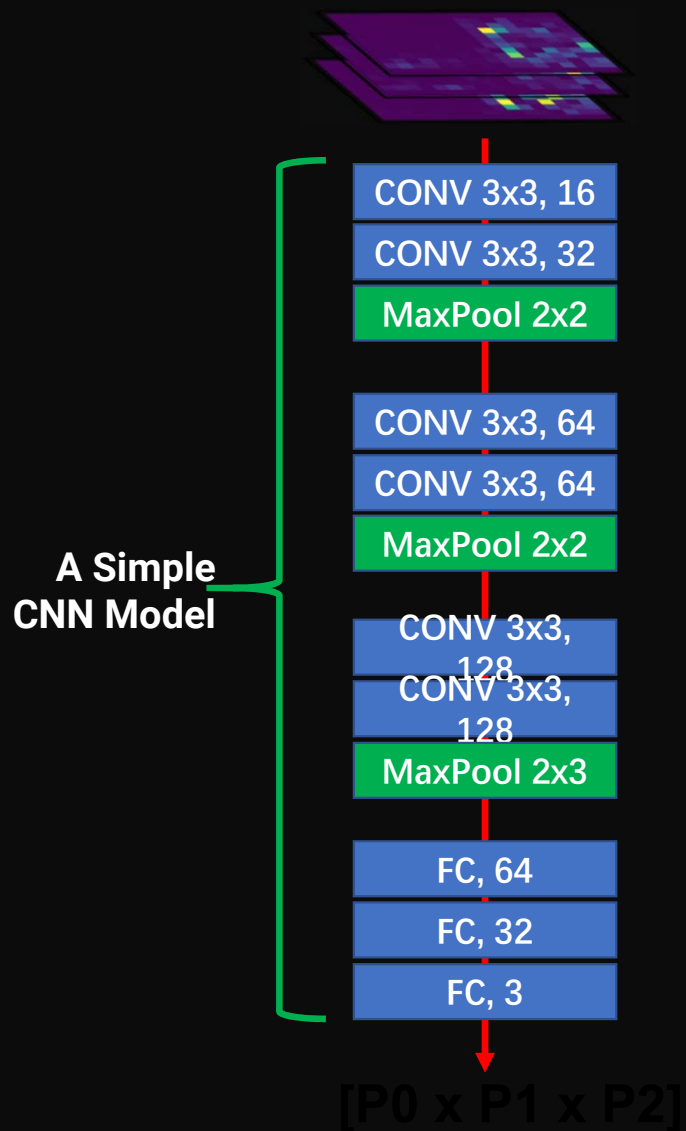 CONV 3x3, 16
CONV 3x3, 32
MaxPool 2x2
CONV 3x3, 64
CONV 3x3, 64
MaxPool 2x2
A Simple
CNN Model
CONV 3x3,
128
CONV 3x3,
128
MaxPool 2x3
FC, 64
FC, 32
FC, 3
[P0 x P1 x P2]